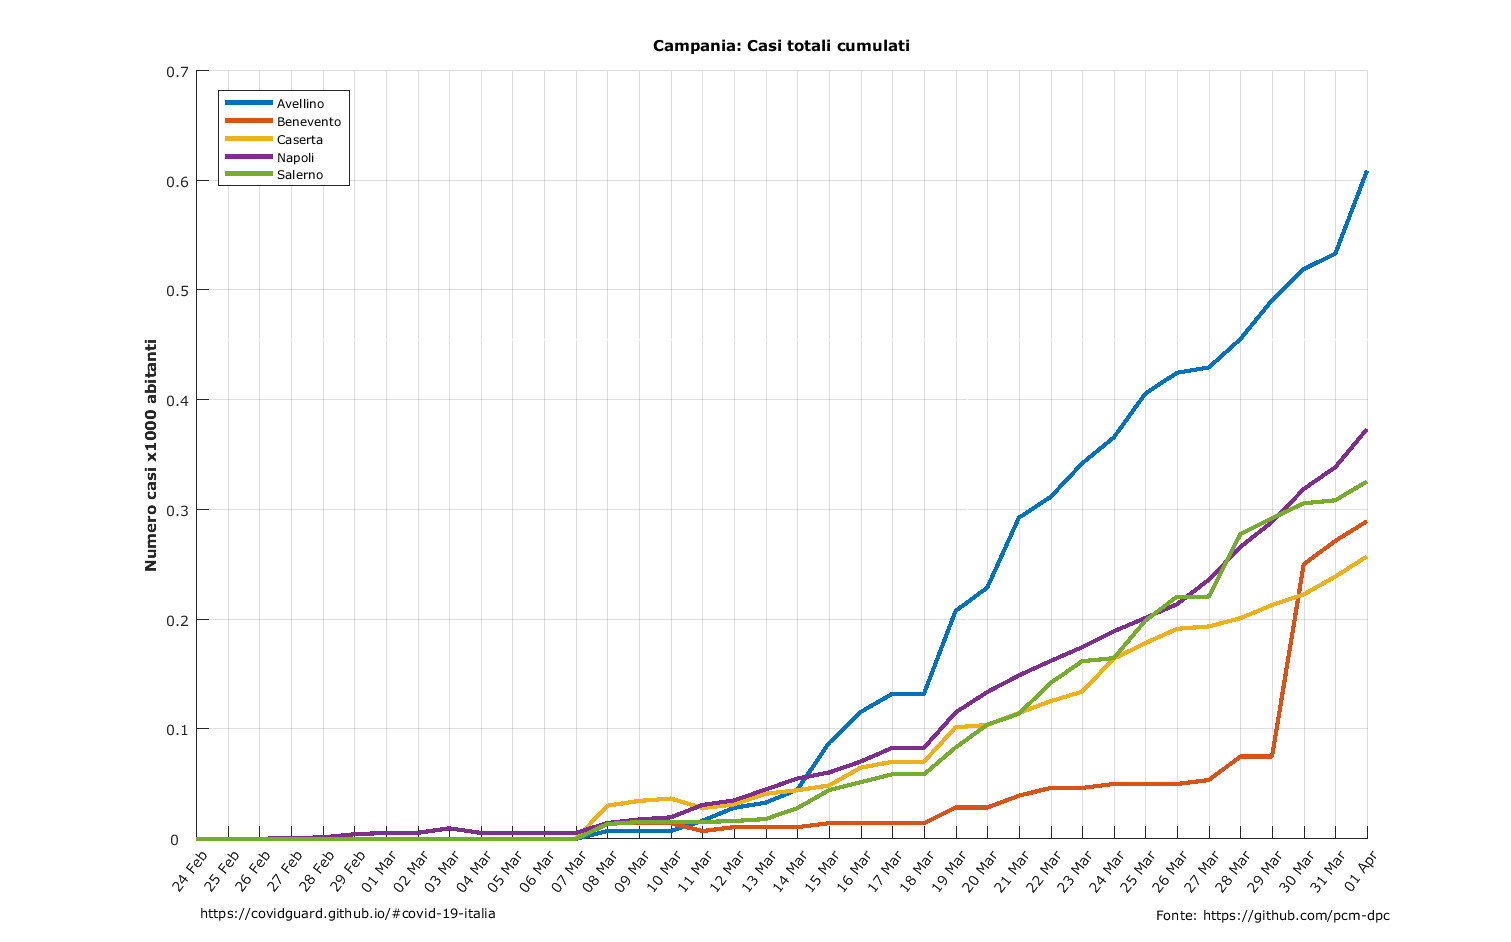 Campania: Casi totali cumulati
0.7
0.6
0.5
0.4
0.3
0.2
0.1
0
Numero casi x1000 abitanti
Avellino
Benevento
Caserta
Napoli
Salerno
24 Feb
25 Feb
26 Feb
27 Feb
28 Feb
29 Feb
01 Mar
02 Mar
03 Mar
04 Mar
05 Mar
06 Mar
07 Mar
08 Mar
09 Mar
10 Mar
11 Mar
12 Mar
13 Mar
14 Mar
15 Mar
16 Mar
17 Mar
18 Mar
19 Mar
20 Mar
21 Mar
22 Mar
23 Mar
24 Mar
25 Mar
26 Mar
27 Mar
28 Mar
29 Mar
30 Mar
31 Mar
01 Apr
https://covidguard.github.io/#covid-19-italia
Fonte: https://github.com/pcm-dpc